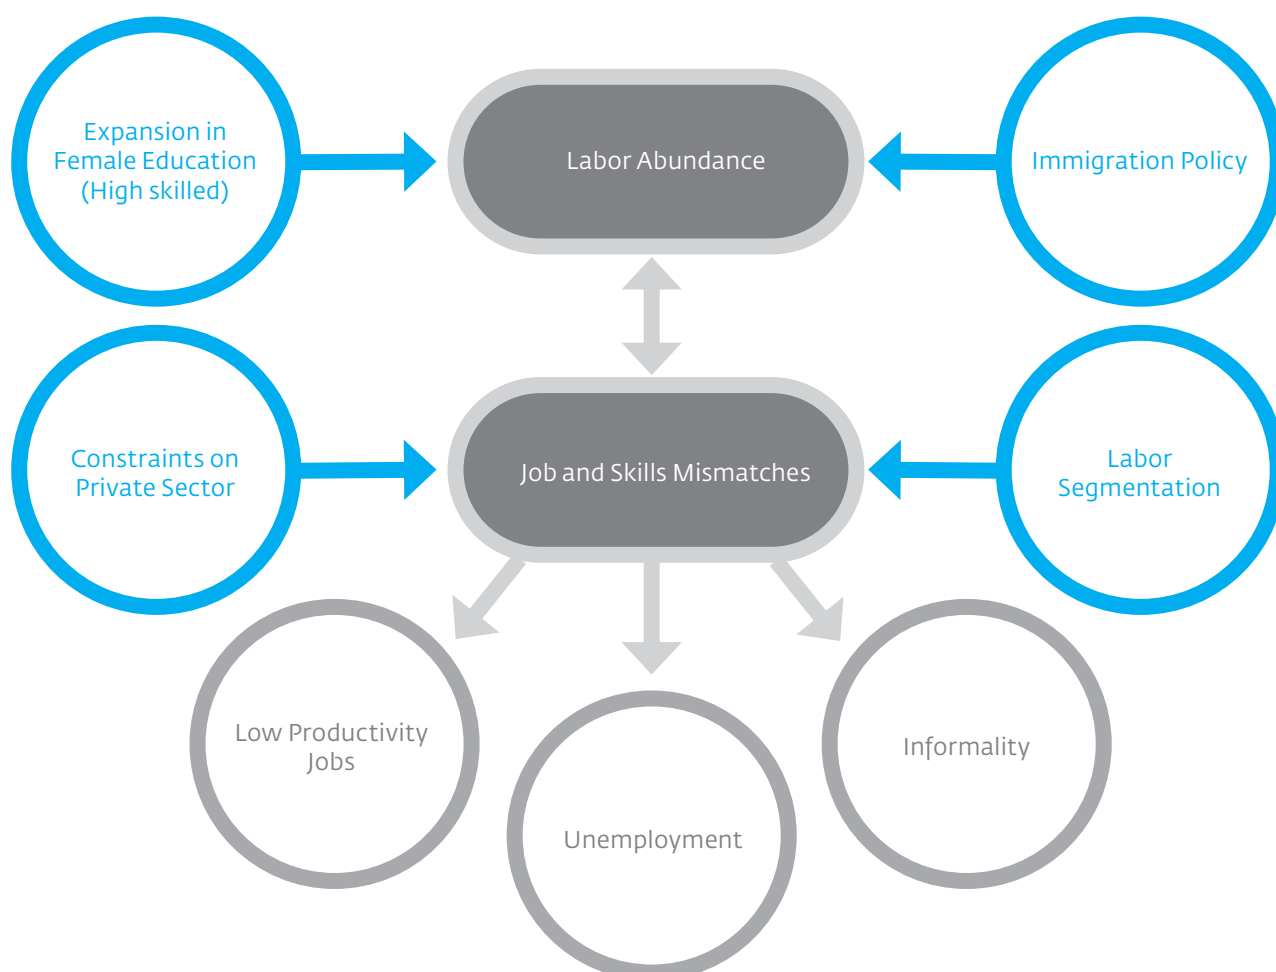 Expansion in
Female Education
(High skilled)
Labor Abundance
Immigration Policy
Constraints on
Private Sector
Job and Skills Mismatches
Labor
Segmentation
Low Productivity
Jobs
Unemployment
Informality